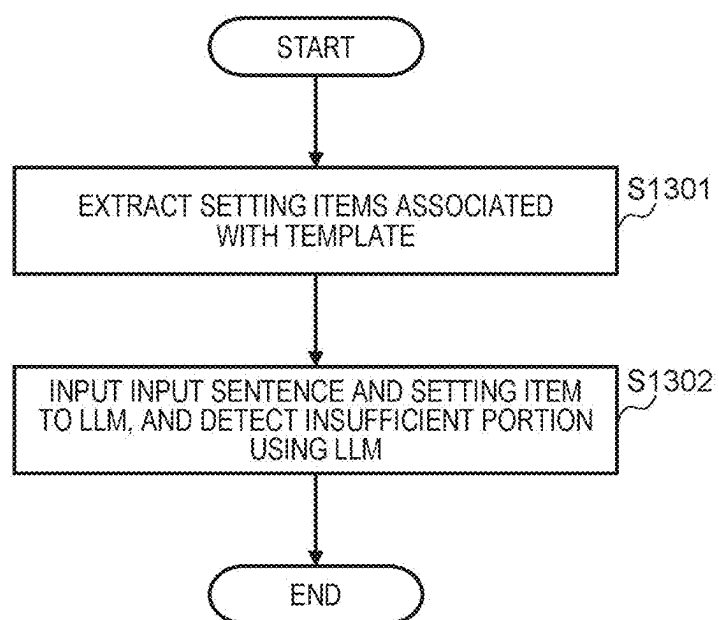 START
EXTRACT SETTING ITEMS ASSOCIATED
WITH TEMPLATE
S1301
INPUT INPUT SENTENCE AND SETTING ITEM
TO LLM, AND DETECT INSUFFICIENT PORTION
USING LLM
S1302
END